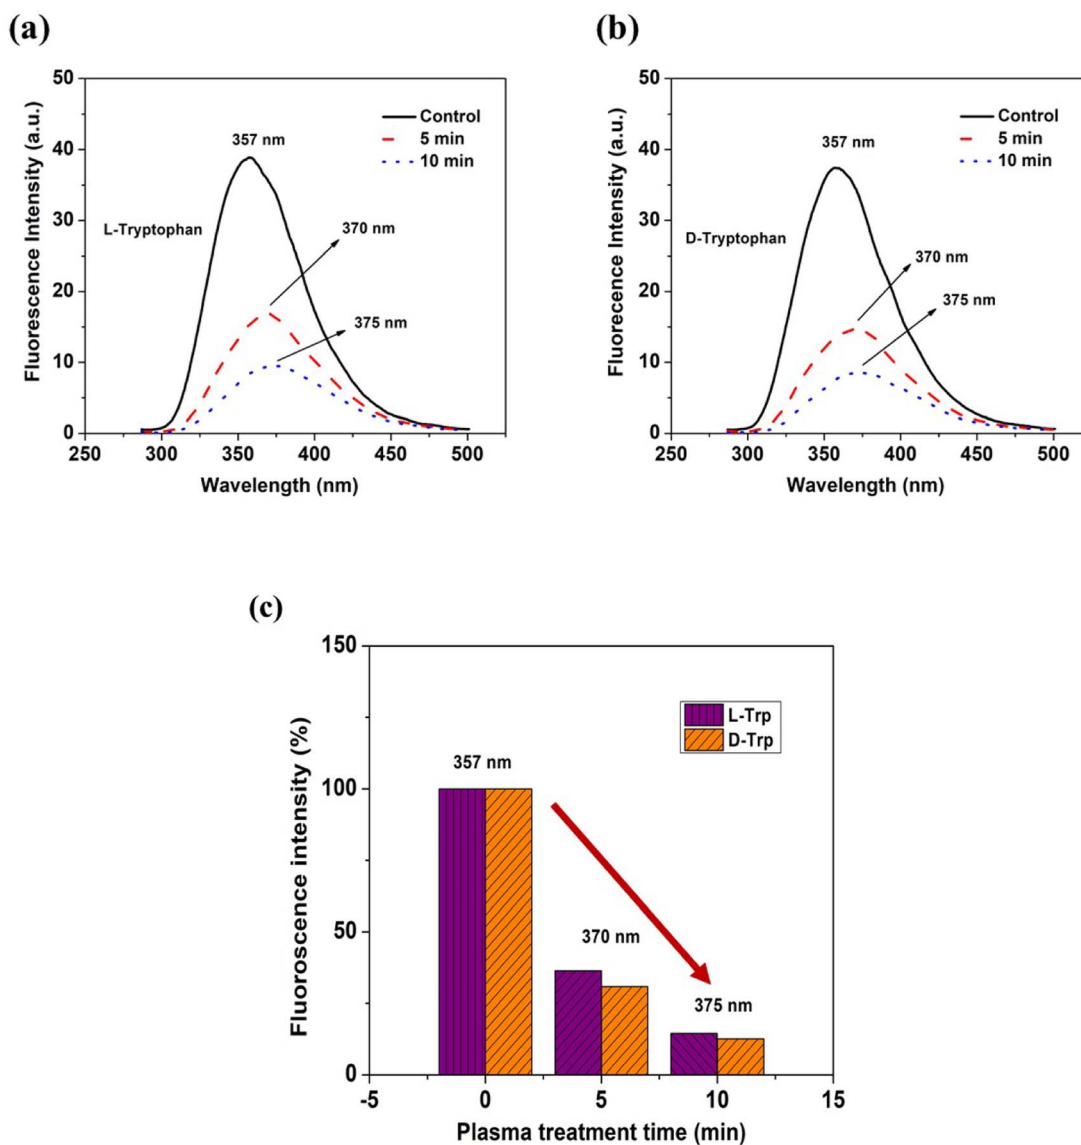 (a)
50
40
30
20
10
0
Fluorescence Intensity (a.u.)
357 nm
Control
5 min
10 min
L-Tryptophan
370 nm
375 nm
250 300 350 400 450 500
Wavelength (nm)
(b)
50
40
30
20
10
0
Fluorecence Intensity (a.u.)
357 nm
Control
5 min
10 min
D-Tryptophan
370 nm
375 nm
250 300 350 400 450 500
Wavelength (nm)
(c)
150
100
50
0
Fluoroscence intensity (%)
L-Trp
D-Trp
357 nm
370 nm
375 nm
-5 0 5 10 15
Plasma treatment time (min)